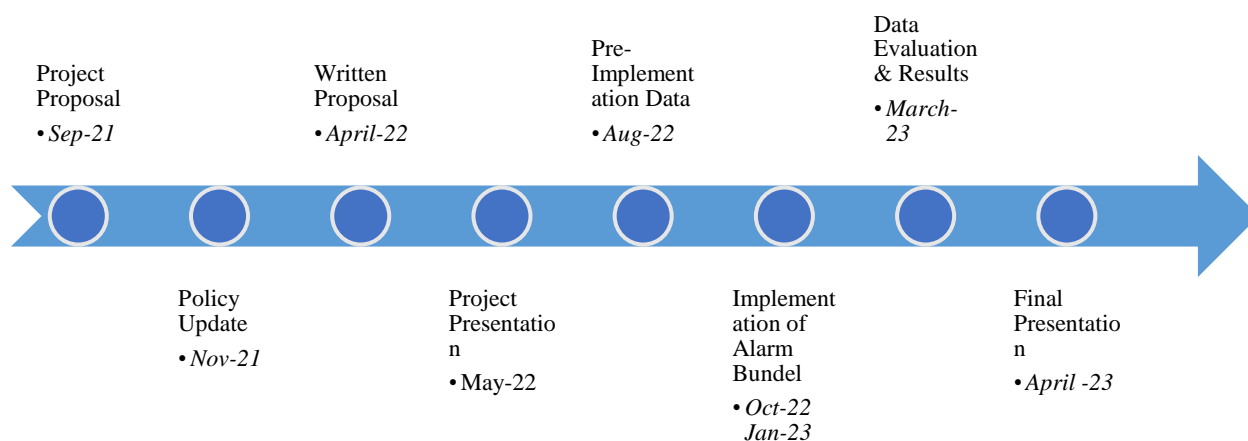 Project
Proposal
• Sep-21
Policy
Update
• Nov-21
Written
Proposal
• April-22
Project
Presentatio
n
• May-22
Pre-
Implement
ation Data
• Aug-22
Implement
ation of
Alarm
Bundel
• Oct-22
Jan-23
Data
Evaluation
& Results
• March-
23
Final
Presentatio
n
• April -23